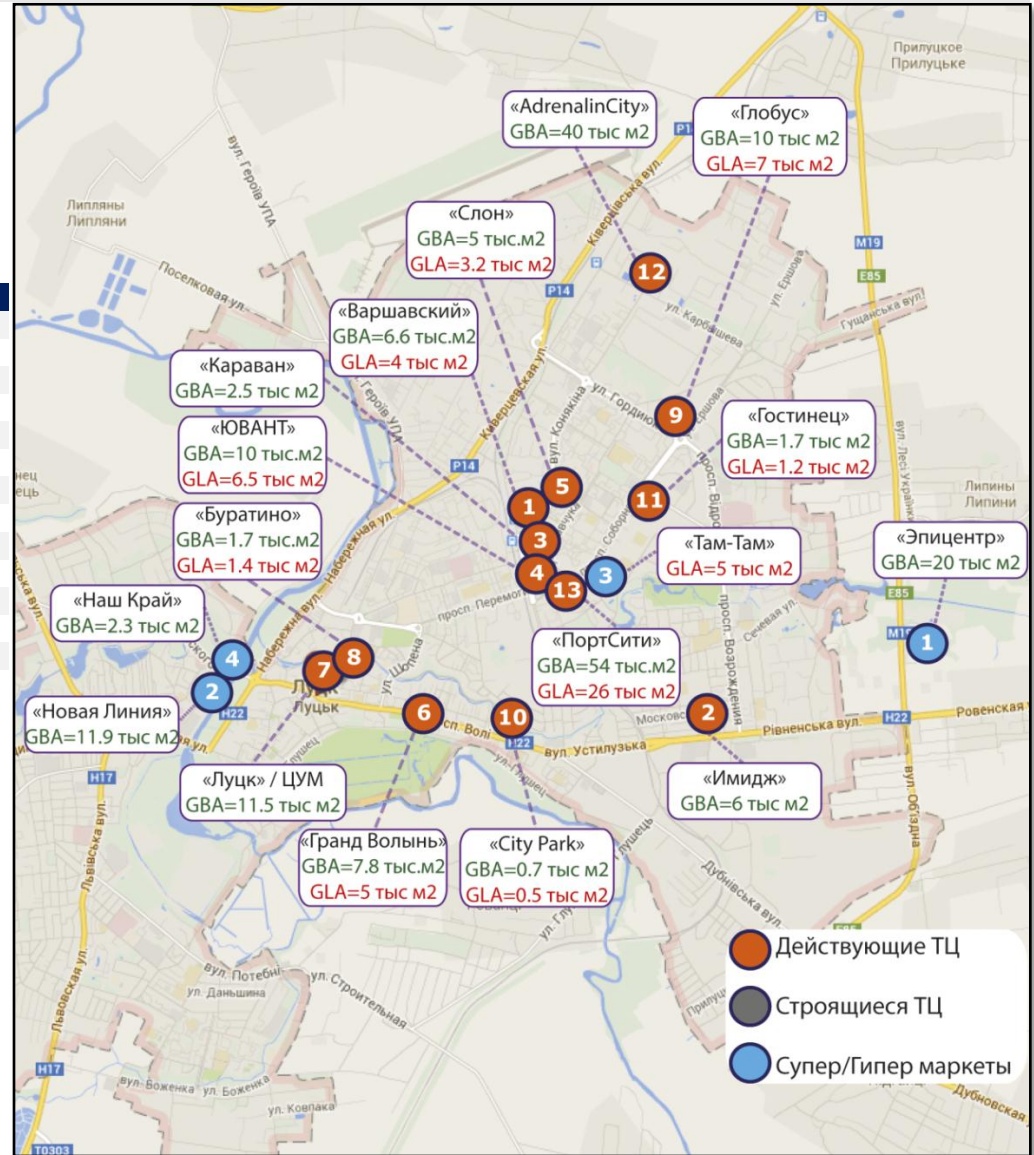 Прилуцкое
Прилуцьке
«AdrenalinCity»
GBA=40 тыс м2
«Глобус»
GBA=10 тыс м2
GLA=7 тыс м2
вул. Героїв УПА
Липляны
Липляни
«Слон»
GBA=5 тыс.м2
GLA=3.2 тыс м2
Ківерцівська вул.
M19
E85
12
P14
ул. Ершова
Поселковая ул.
«Варшавский»
GBA=6.6 тыс.м2
GLA=4 тыс м2
ул. Карбышева
Гущанська вул.
«Караван»
GBA=2.5 тыс м2
Героїв УПА
Киверцевская ул.
вул. Конякіна
ул. Гордию
Ершова
9
«Гостинец»
GBA=1.7 тыс м2
GLA=1.2 тыс м2
«ЮВАНТ»
GBA=10 тыс.м2
GLA=6.5 тыс м2
P14
просп. Відро
вул. Лесі Українки
5
11
1
Липины
Липини
«Буратино»
GBA=1.7 тыс.м2
GLA=1.4 тыс м2
Набережная ул.
3
Соборн
«Там-Там»
GLA=5 тыс м2
«Эпицентр»
GBA=20 тыс м2
4
13
3
просп. Перемог
Сечевая ул.
E85
«Наш Край»
GBA=2.3 тыс м2
Набережна вул.
просп. Возрождения
M19
1
«ПортСити»
GBA=54 тыс.м2
GLA=26 тыс м2
4
7
8
ул. Шопена
2
Луцьк
«Новая Линия»
GBA=11.9 тыс м2
H22
6
10
2
Московс
сп. Волі
H22
вул. Устилузька
Рівненська вул.
H22
Ровенская
H17
«Луцк» / ЦУМ
GBA=11.5 тыс м2
«Имидж»
GBA=6 тыс м2
Львівська вул.
«Гранд Волынь»
GBA=7.8 тыс.м2
GLA=5 тыс м2
«City Park»
GBA=0.7 тыс м2
GLA=0.5 тыс м2
вул. Об'їзна
Дубнівська вул.
Действующие ТЦ
Строящиеся ТЦ
Супер/Гипер маркеты
Львовская ул.
вул. Потебні
ул. Даньшина
ул. Строительная
H17
вул. Боженка
ул. Боженка
ул. Ковпака
Дубновская ул.
T0303